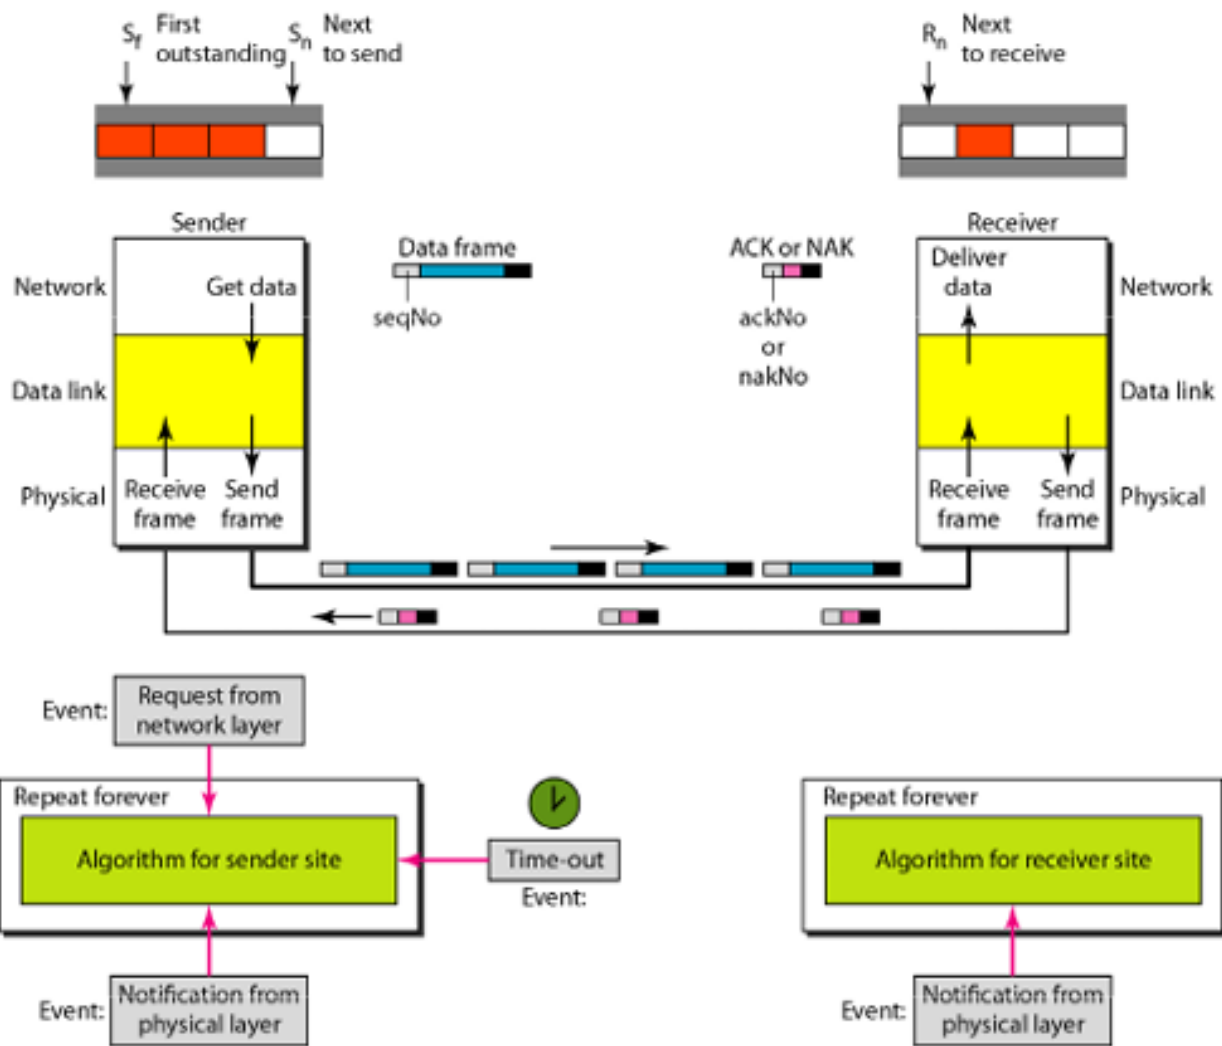 Sf First
outstanding
Sn Next
to send
Rn Next
to receive
Sender
Receiver
Data frame
seqNo
ACK or NAK
ackNo
or
nakNo
Network
Get data
Deliver
data
Network
Data link
Data link
Physical
Receive
frame
Send
frame
Receive
frame
Send
frame
Physical
Event:
Request from
network layer
Repeat forever
Algorithm for sender site
Time-out
Event:
Event:
Notification from
physical layer
Repeat forever
Algorithm for receiver site
Event:
Notification from
physical layer